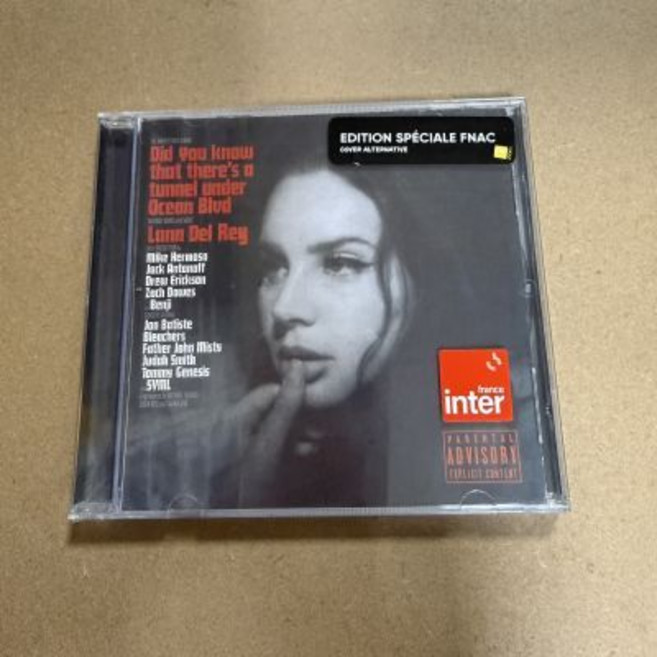 Did you know
that there's a
tunnel under
Ocean Blvd
Lana Del Rey
Mike Hermosa
Jack Antonoff
Drew Erickson
Zach Dawes
Benji
Jon Batiste
Bleachers
Father John Misty
Judah Smith
Tommy Genesis
SYML
EDITION SPÉCIALE FNAC
COVER ALTERNATIVE
france
inter
PARENTAL
ADVISORY
EXPLICIT CONTENT